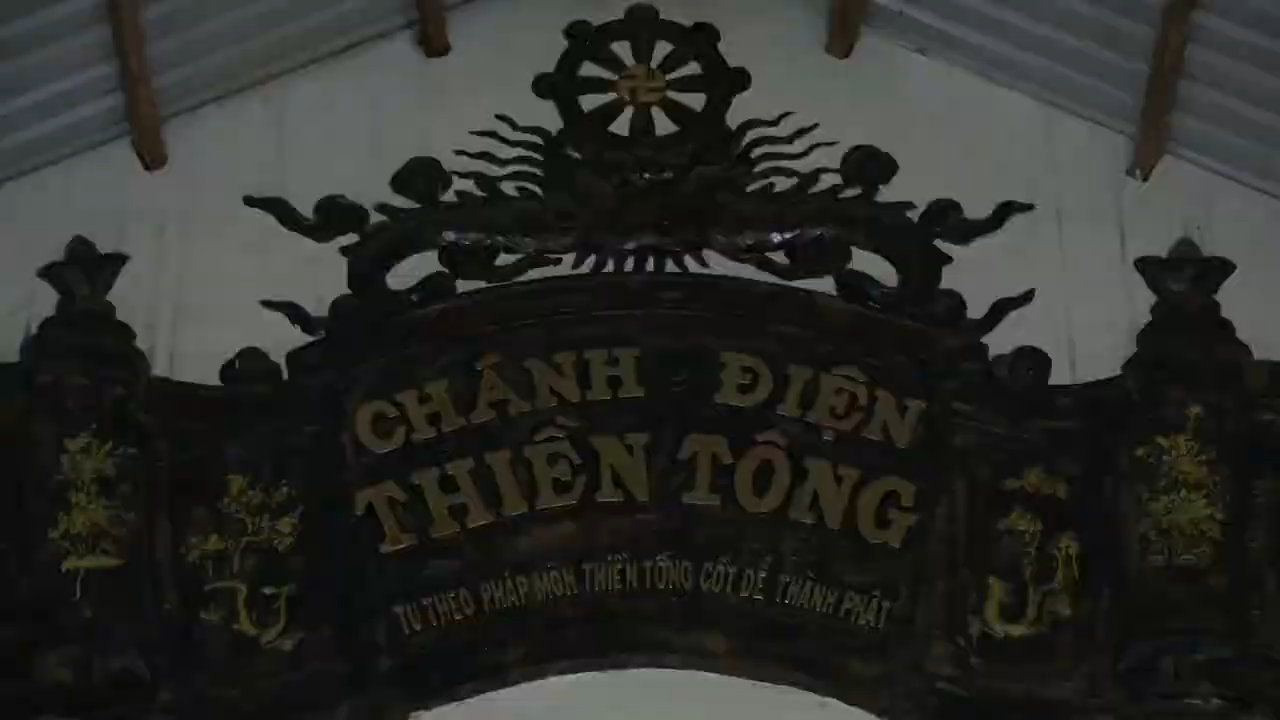 CHÁNH ĐIỆN
THIỀN TÔNG
TU THEO PHÁP MÔN THIỀN TÔNG CỐT ĐỂ THÀNH PHẬT